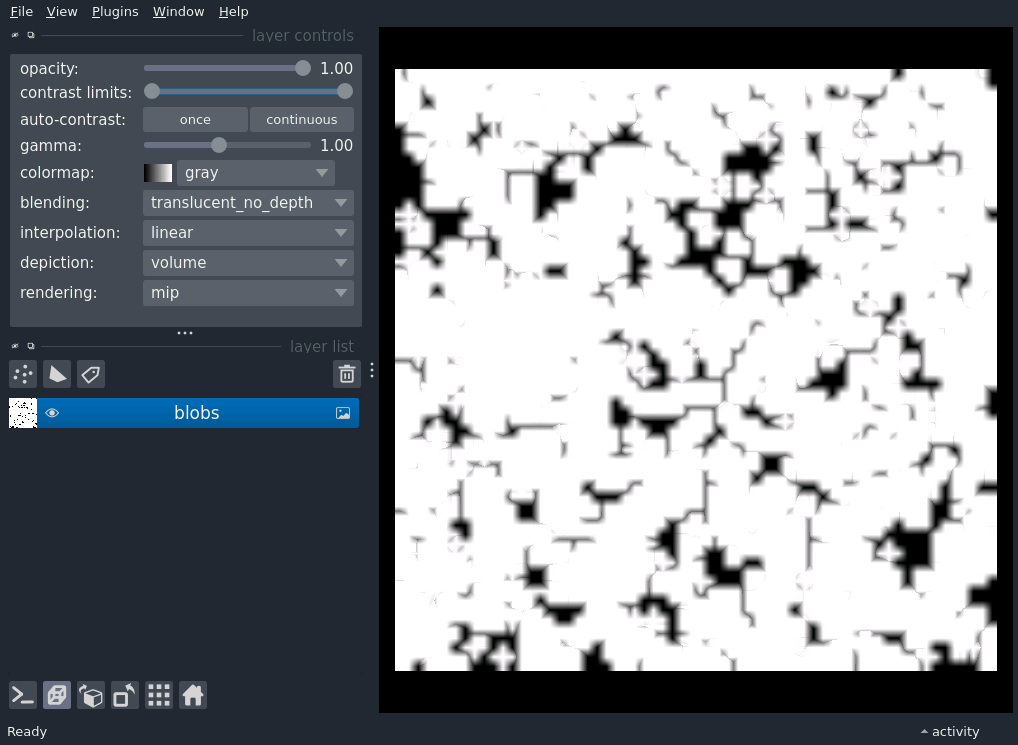 File View Plugins Window Help
layer controls
opacity: 1.00
contrast limits:
auto-contrast: once continuous
gamma: 1.00
colormap: gray
blending: translucent_no_depth
interpolation: linear
depiction: volume
rendering: mip
layer list
blobs
Ready activity